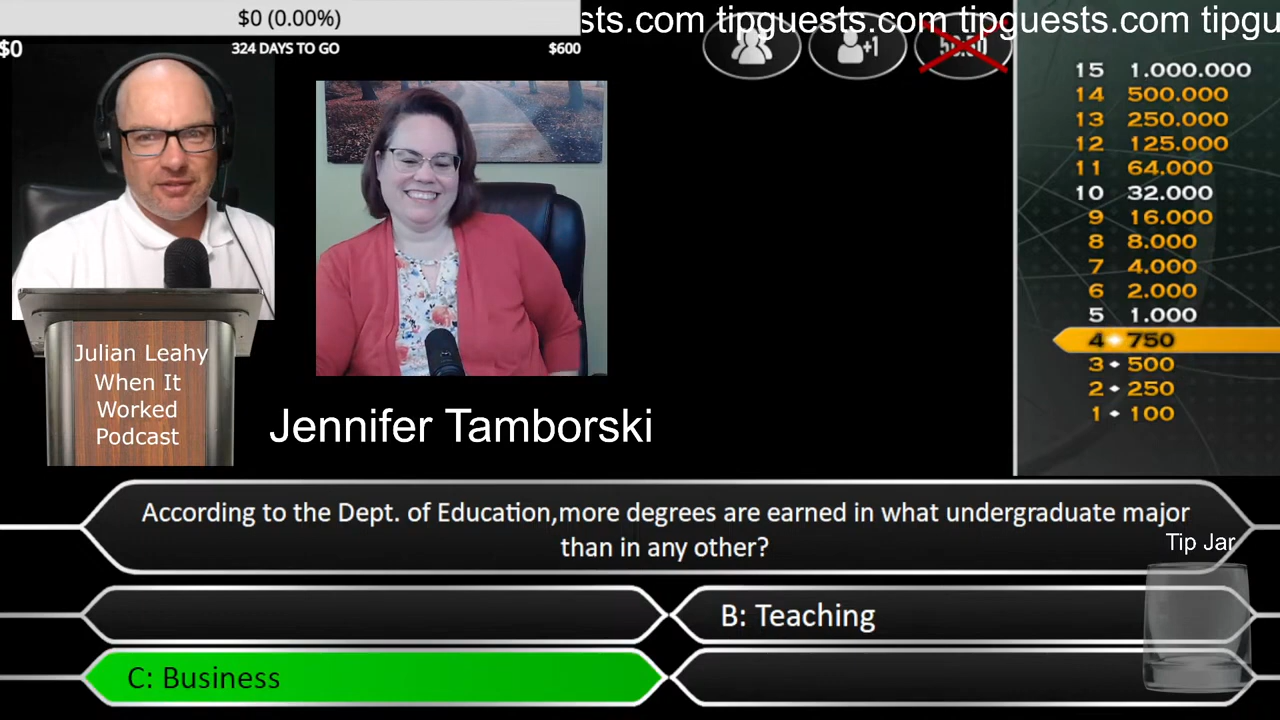 $0 (0.00%)
sts.com tipguests.com tipguests.com tipgu
$0
324 DAYS TO GO
$600
+1
50:50
15 1.000.000
14 500.000
13 250.000
12 125.000
11 64.000
10 32.000
9 16.000
8 8.000
7 4.000
6 2.000
5 1.000
4 750
3 500
2 250
1 100
Julian Leahy
When It
Worked
Podcast
Jennifer Tamborski
According to the Dept. of Education,more degrees are earned in what undergraduate major
than in any other?
Tip Jar
B: Teaching
C: Business